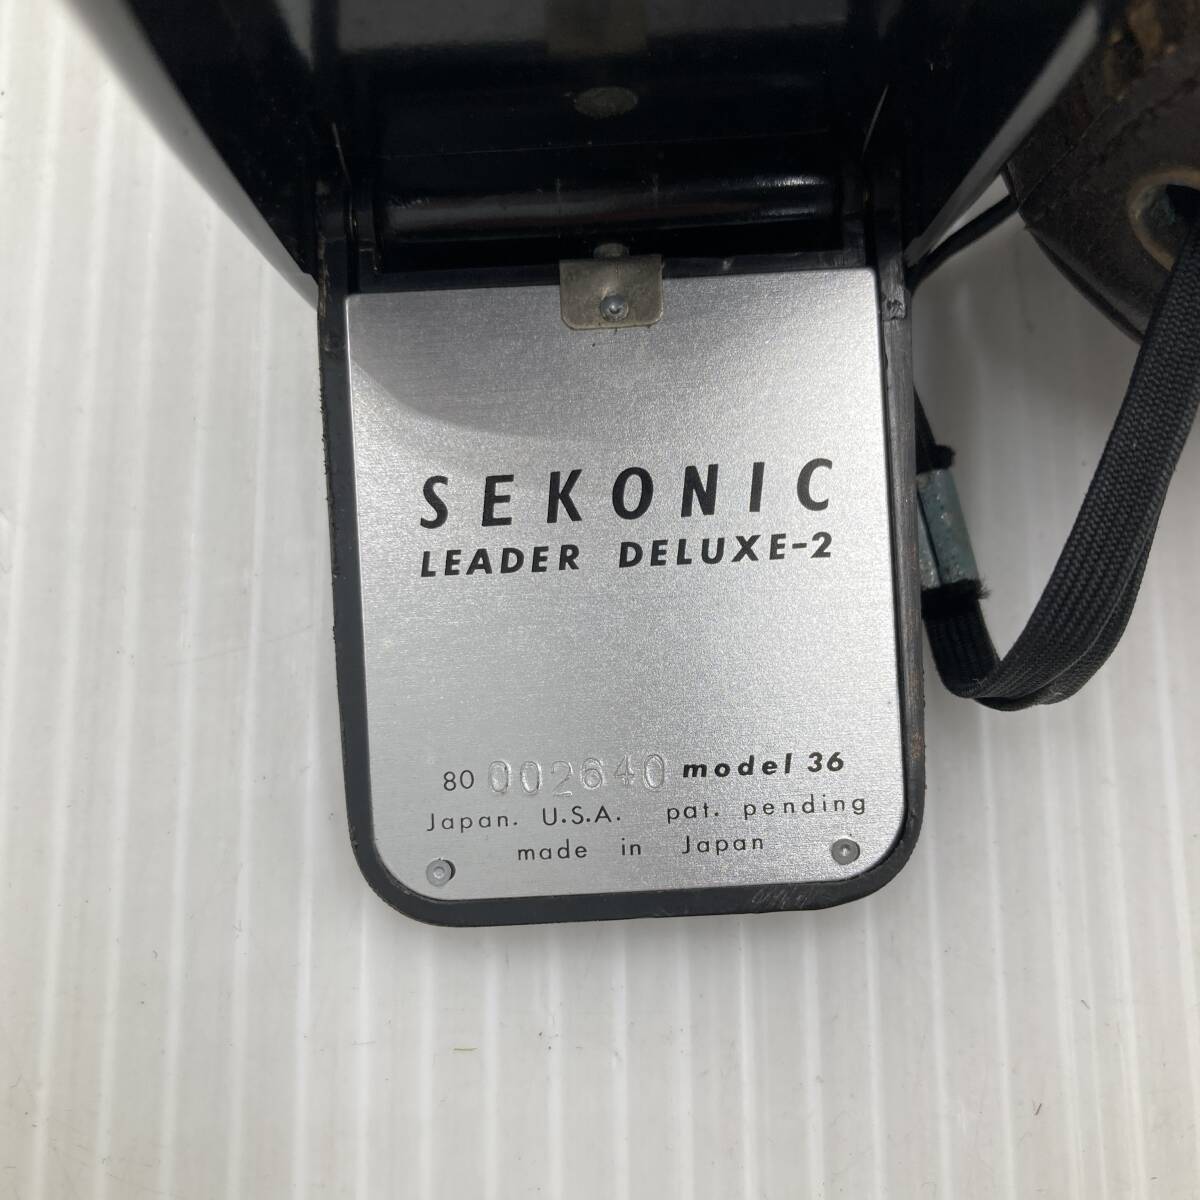 SEKONIC
LEADER DELUXE-2
80 002640 model 36
Japan. U.S.A. pat. pending
made in Japan